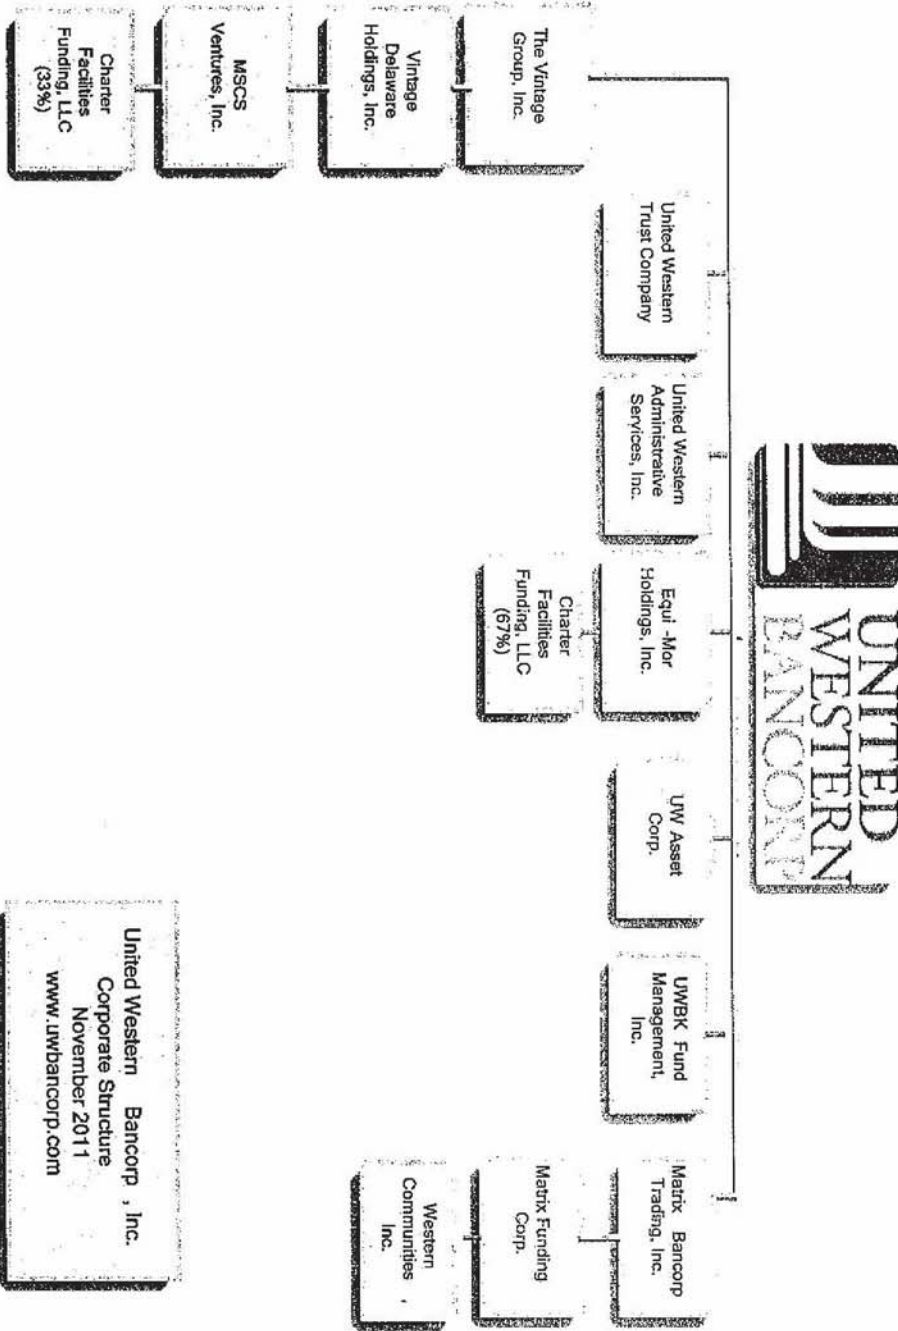 UNITED
WESTERN
BANCORP
The Vintage
Group, Inc.
Vintage
Delaware
Holdings, Inc.
MSCS
Ventures, Inc.
Charter
Facilities
Funding, LLC
(33%)
United Western
Trust Company
United Western
Administrative
Services, Inc.
Equi -Mor
Holdings, Inc.
Charter
Facilities
Funding, LLC
(67%)
UW Asset
Corp.
UWBK Fund
Management,
Inc.
Matrix Bancorp
Trading, Inc.
Matrix Funding
Corp.
Western
Communities ,
Inc.
United Western Bancorp , Inc.
Corporate Structure
November 2011
www.uwbancorp.com